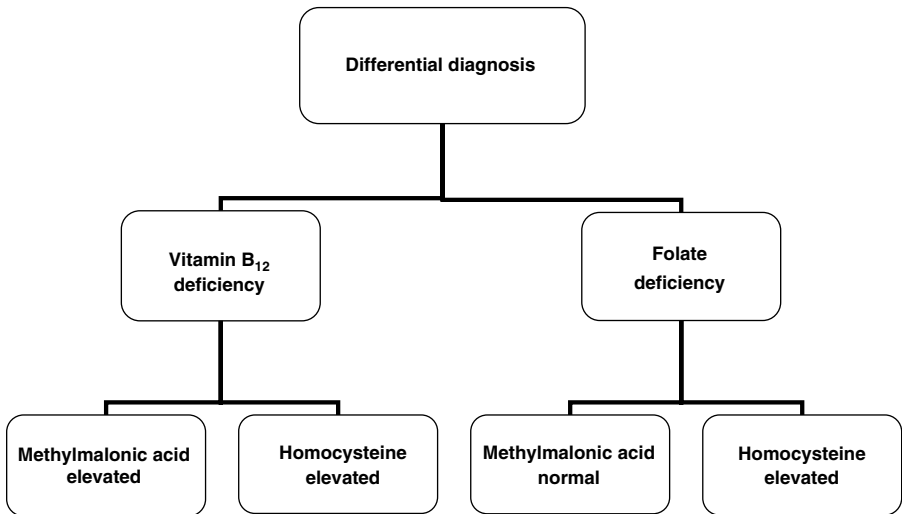 Differential diagnosis
Vitamin B₁₂
deficiency
Folate
deficiency
Methylmalonic acid
elevated
Homocysteine
elevated
Methylmalonic acid
normal
Homocysteine
elevated